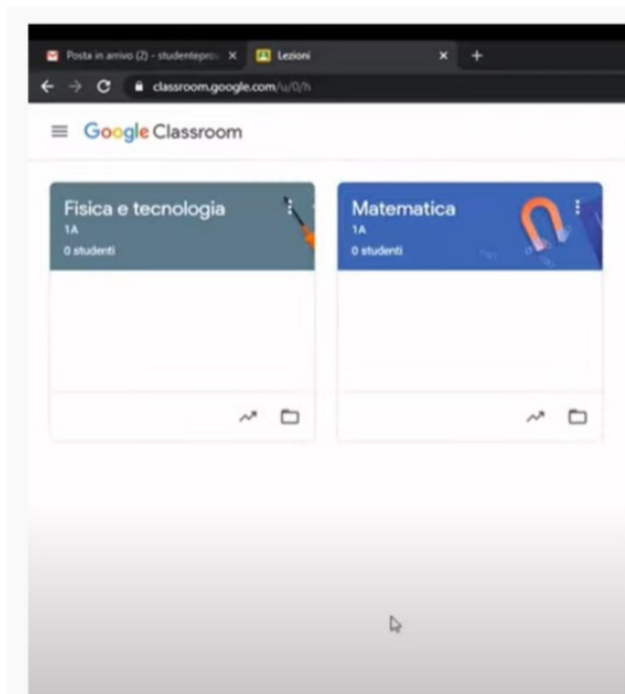 Posta in arrivo (2) - studentepro
Lezioni
classroom.google.com/u/0/h
Google Classroom
Fisica e tecnologia
1A
0 studenti
Matematica
1A
0 studenti